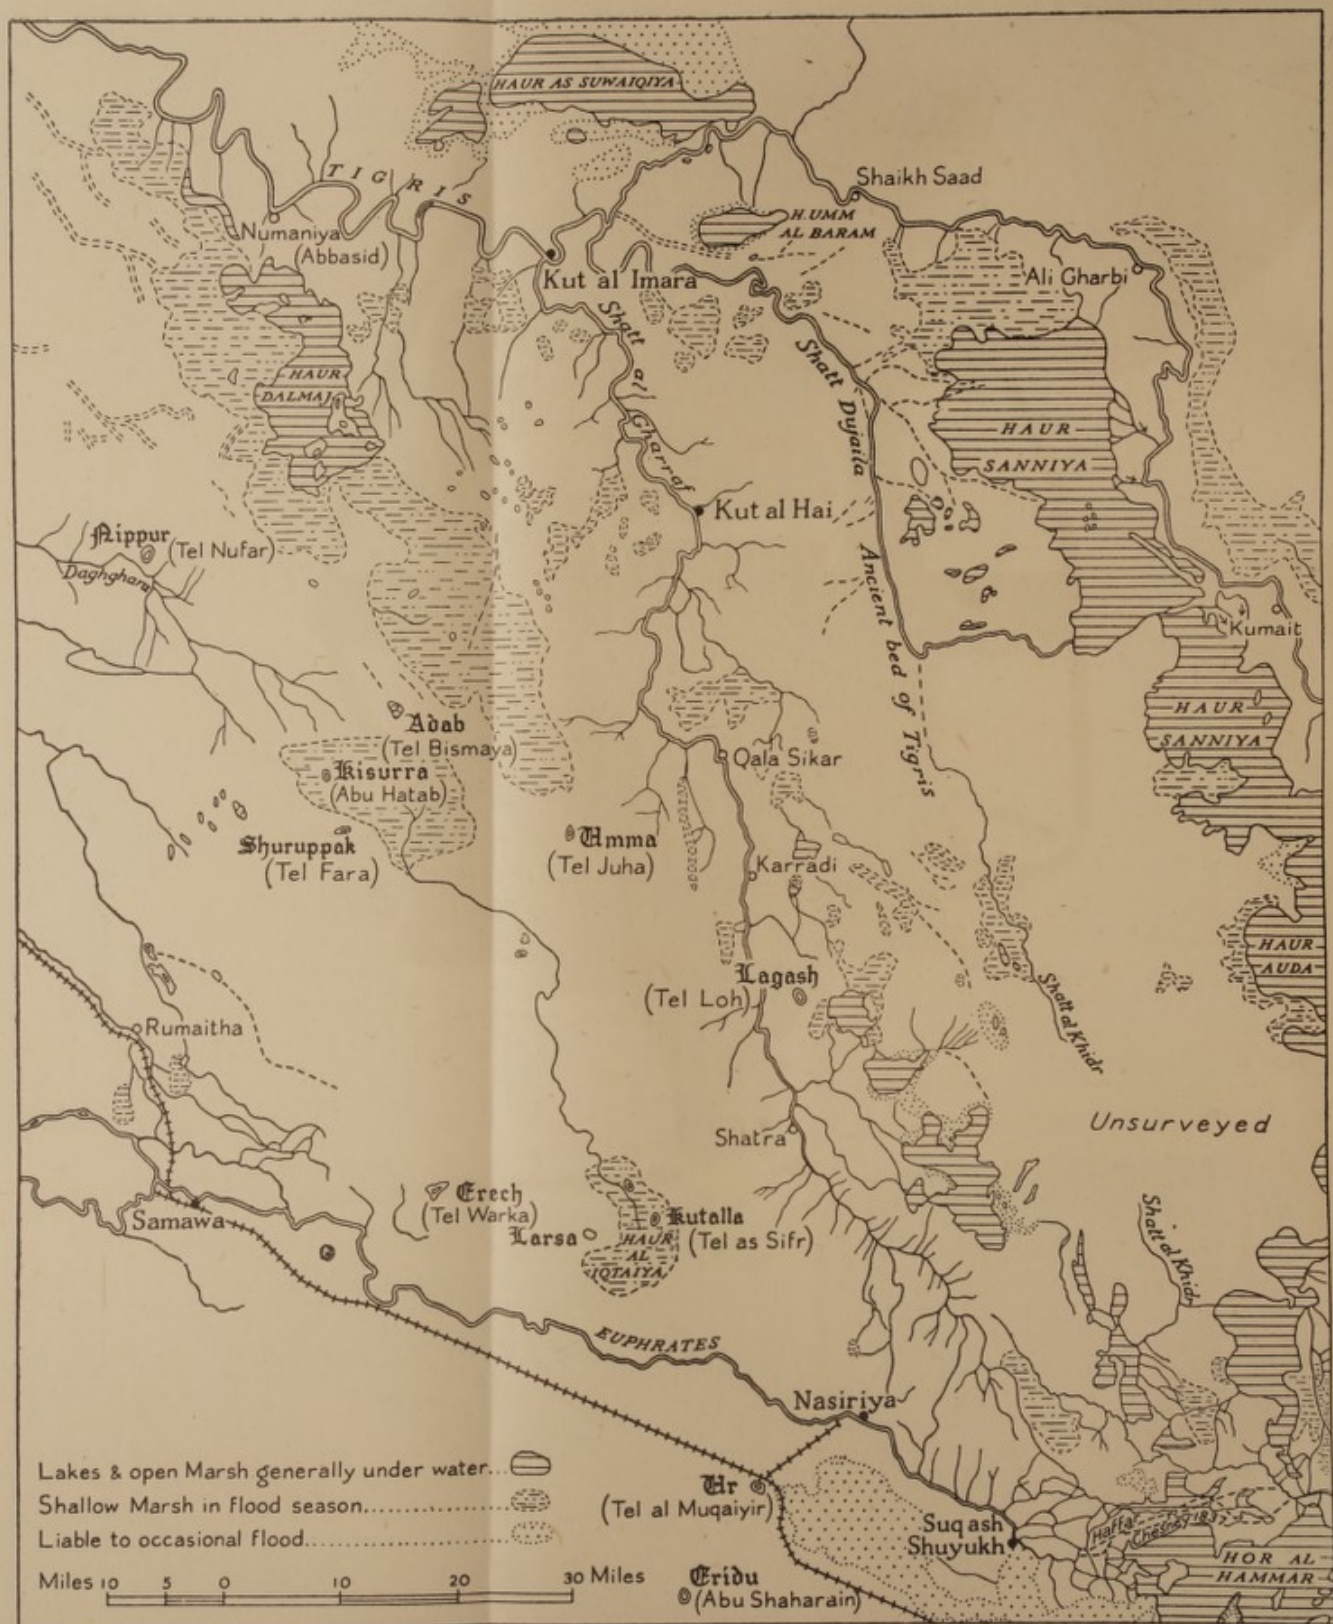 HAUR AS SUWAIQIYA
TIGRIS
Shaikh Saad
H. UMM
AL BARAM
Numaniya
(Abbasid)
Kut al Imara
Ali Gharbi
Shatt al Gharraf
Shatt Dujaila
HAUR
DALMAJ
HAUR
SANNIYA
Kut al Hai
Nippur
(Tel Nufar)
Daghghara
Ancient bed of Tigris
Kumait
Adab
(Tel Bismaya)
HAUR
SANNIYA
Kisurra
(Abu Hatab)
Qala Sikar
Shuruppak
(Tel Fara)
Umma
(Tel Juha)
Karradi
HAUR
AUDA
Lagash
(Tel Loh)
Shatt al Khidr
Rumaitha
Unsurveyed
Shatra
Erech
(Tel Warka)
Samawa
Larsa
Kutalla
(Tel as Sifr)
HAUR
AL
IQTAIYA
Shatt al Khidr
EUPHRATES
Nasiriya
Lakes & open Marsh generally under water...
Shallow Marsh in flood season...................
Liable to occasional flood.........................
Ur
(Tel al Muqaiyir)
Suq ash
Shuyukh
Haffar
Chesney 1837
HOR AL
HAMMAR
Miles 10 5 0 10 20 30 Miles
Eridu
(Abu Shaharain)